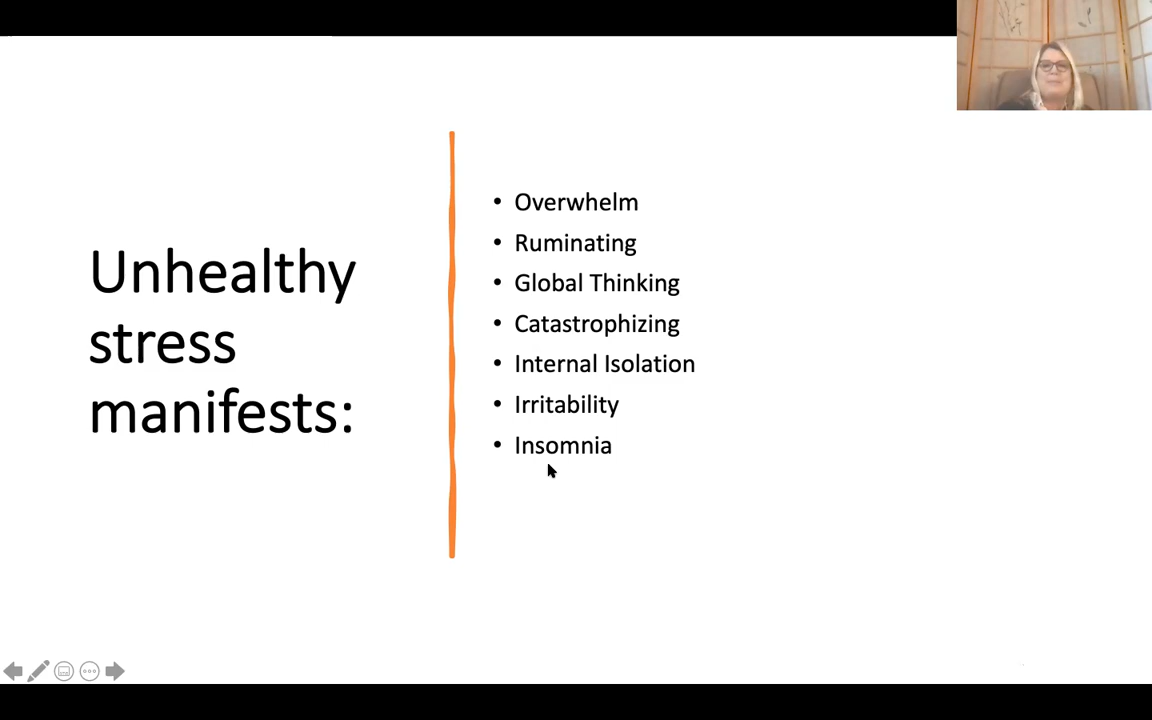 Unhealthy
stress
manifests:
• Overwhelm
• Ruminating
• Global Thinking
• Catastrophizing
• Internal Isolation
• Irritability
• Insomnia